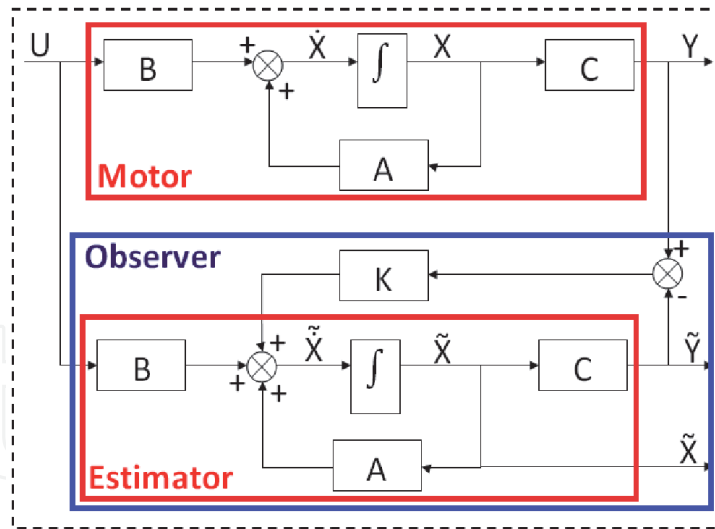 U
B
+
+
Ẋ
∫
X
C
Y
A
Motor
Observer
K
+
-
B
+
+
+
Ẋ̃
∫
X̃
C
Ỹ
A
Estimator
X̃